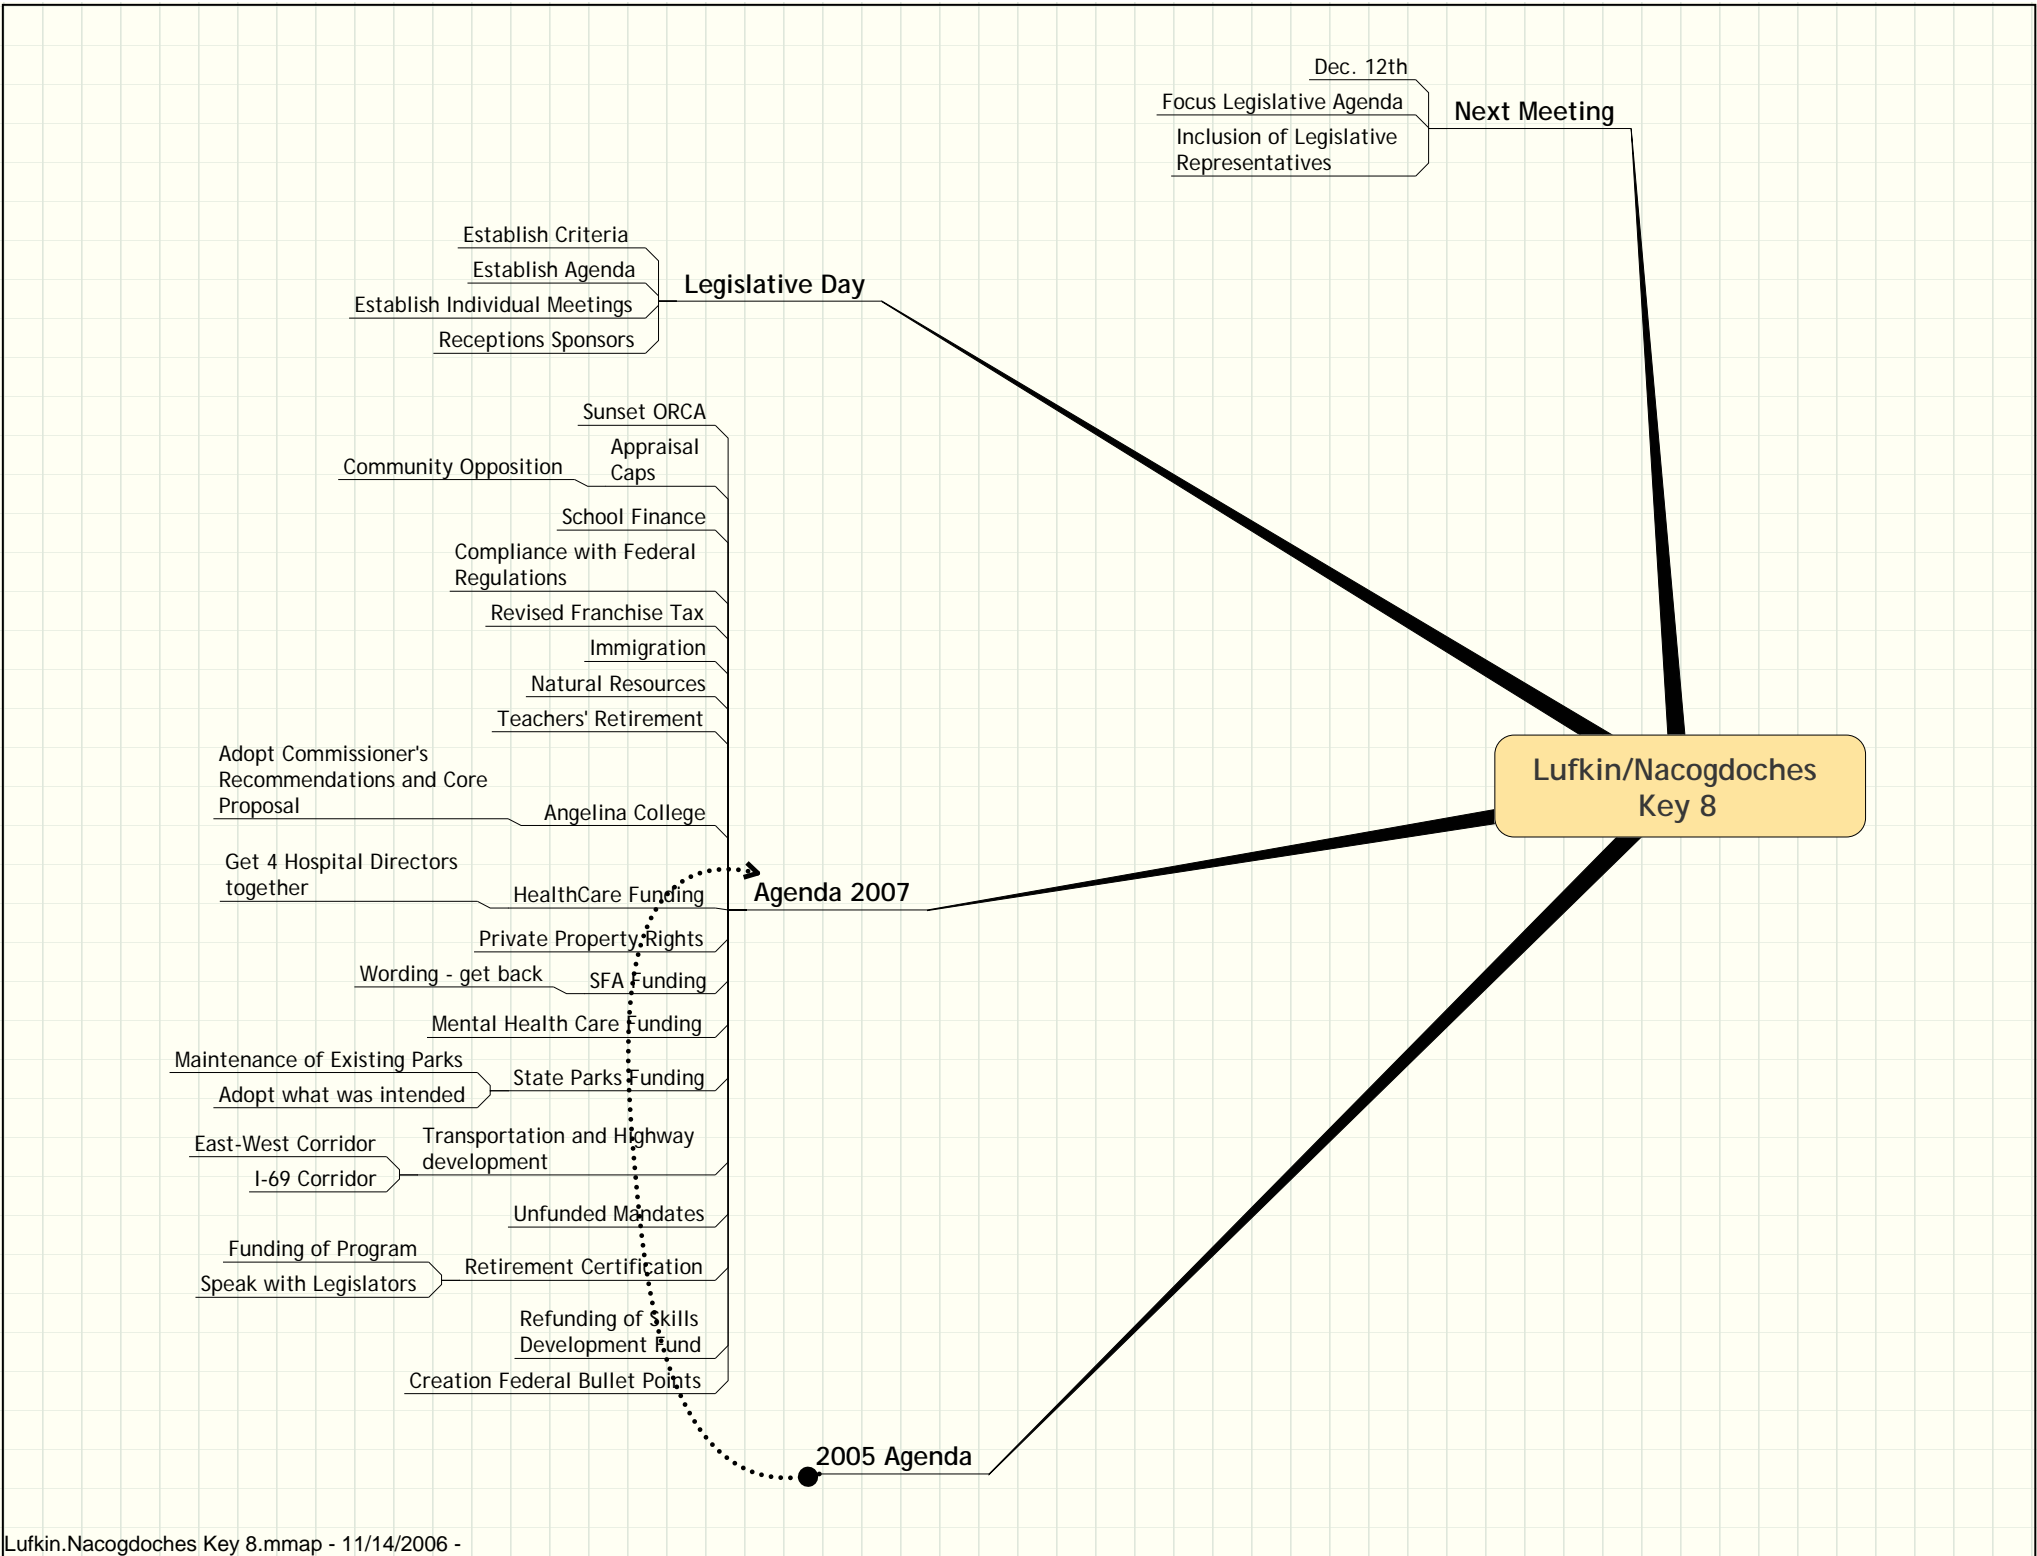 Dec. 12th
Focus Legislative Agenda
Inclusion of Legislative
Representatives
Next Meeting
Establish Criteria
Establish Agenda
Establish Individual Meetings
Receptions Sponsors
Legislative Day
Sunset ORCA
Appraisal
Caps
Community Opposition
School Finance
Compliance with Federal
Regulations
Revised Franchise Tax
Immigration
Natural Resources
Teachers' Retirement
Adopt Commissioner's
Recommendations and Core
Proposal
Angelina College
Get 4 Hospital Directors
together
HealthCare Funding
Private Property Rights
Wording - get back
SFA Funding
Mental Health Care Funding
Maintenance of Existing Parks
Adopt what was intended
State Parks Funding
East-West Corridor
I-69 Corridor
Transportation and Highway
development
Unfunded Mandates
Funding of Program
Speak with Legislators
Retirement Certification
Refunding of Skills
Development Fund
Creation Federal Bullet Points
Agenda 2007
2005 Agenda
Lufkin/Nacogdoches
Key 8
Lufkin.Nacogdoches Key 8.mmap - 11/14/2006 -